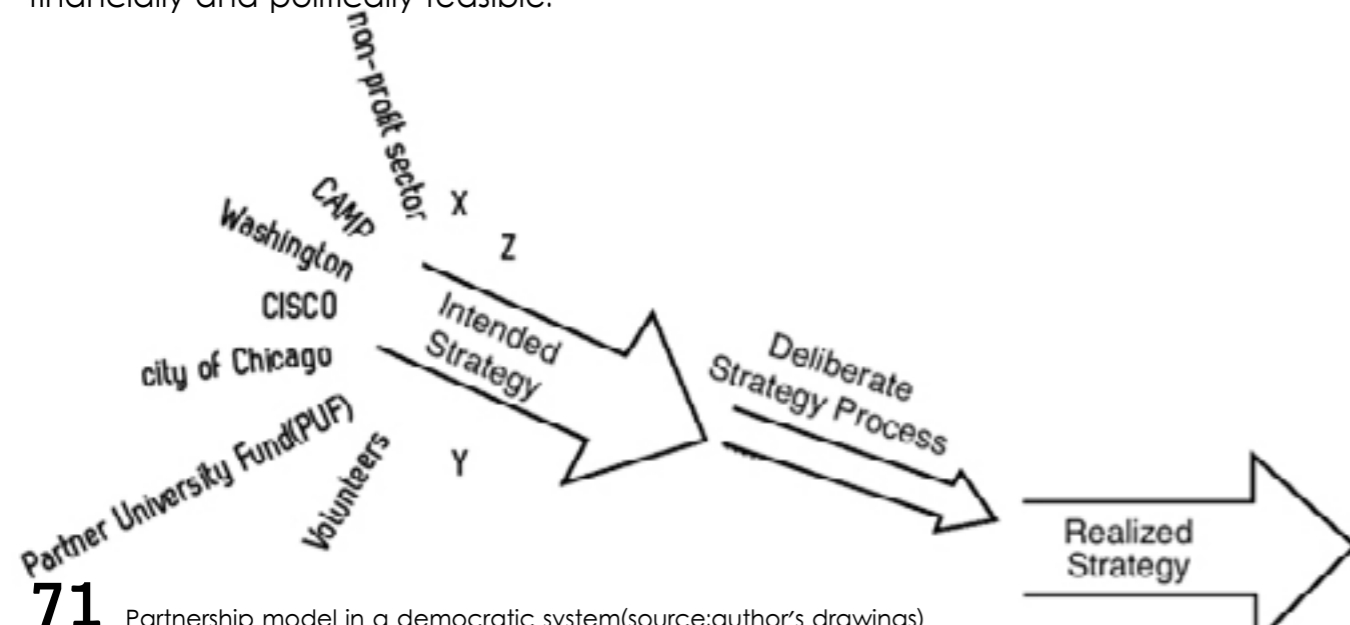 financially and politically feasible.
non-profit sector
X
CAMP
Z
Washington
CISCO
city of Chicago
Partner University Fund(PUF)
Volunteers
Y
Intended
Strategy
Deliberate
Strategy Process
Realized
Strategy
71 Partnership model in a democratic system(source:author's drawings)